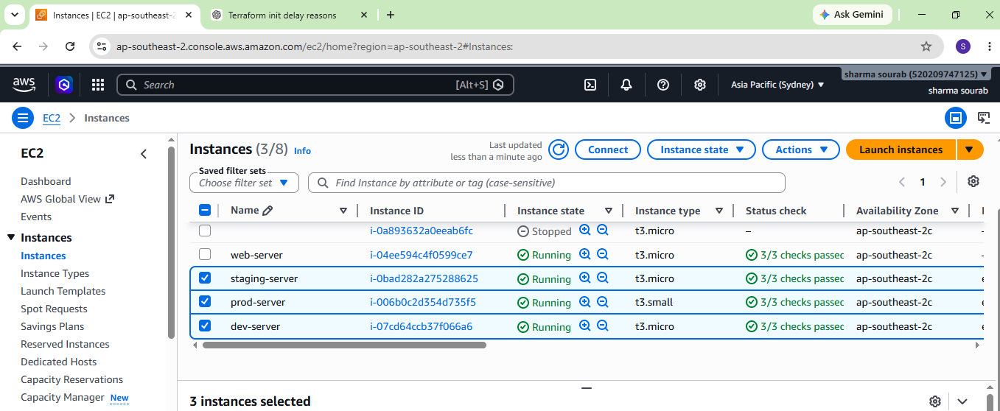 Instances | EC2 | ap-southeast-2
Terraform init delay reasons
Ask Gemini
ap-southeast-2.console.aws.amazon.com/ec2/home?region=ap-southeast-2#Instances:
S
aws
Search
[Alt+S]
Asia Pacific (Sydney)
sharma sourab (520209747125)
sharma sourab
EC2
Instances
EC2
Dashboard
AWS Global View
Events
Instances
Instances
Instance Types
Launch Templates
Spot Requests
Savings Plans
Reserved Instances
Dedicated Hosts
Capacity Reservations
Capacity Manager New
Instances (3/8) Info
Last updated
less than a minute ago
Connect
Instance state
Actions
Launch instances
Saved filter sets
Choose filter set
Find Instance by attribute or tag (case-sensitive)
1
Name Instance ID Instance state Instance type Status check Availability Zone
i-0a893632a0eeab6fc Stopped t3.micro – ap-southeast-2c
web-server i-04ee594c4f0599ce7 Running t3.micro 3/3 checks passed ap-southeast-2c
staging-server i-0bad282a275288625 Running t3.micro 3/3 checks passed ap-southeast-2c
prod-server i-006b0c2d354d735f5 Running t3.small 3/3 checks passed ap-southeast-2c
dev-server i-07cd64ccb37f066a6 Running t3.micro 3/3 checks passed ap-southeast-2c
3 instances selected